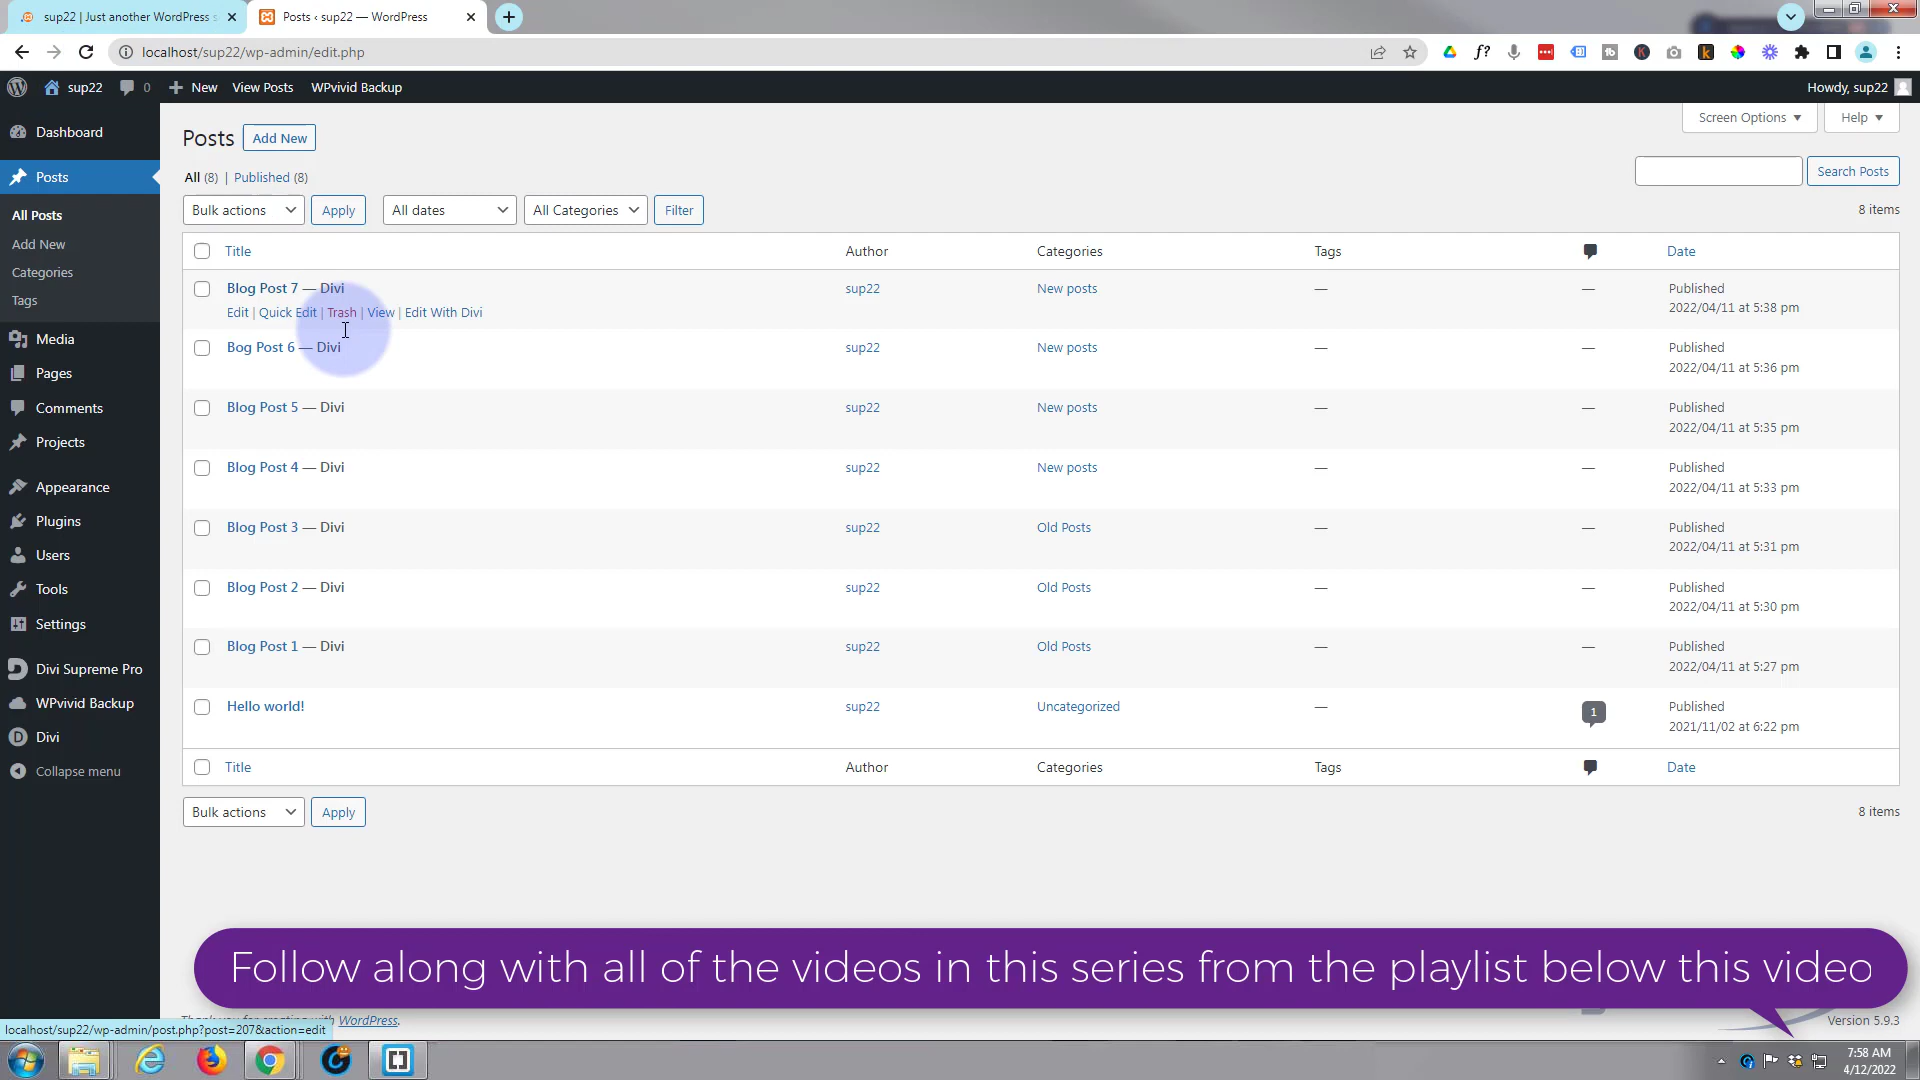 sup22 | Just another WordPress s
Posts ‹ sup22 — WordPress
localhost/sup22/wp-admin/edit.php
sup22
0
New
View Posts
WPvivid Backup
Howdy, sup22
Dashboard
Posts
All Posts
Add New
Categories
Tags
Media
Pages
Comments
Projects
Appearance
Plugins
Users
Tools
Settings
Divi Supreme Pro
WPvivid Backup
Divi
Collapse menu
Posts Add New
Screen Options
Help
All (8) | Published (8)
Search Posts
Bulk actions Apply All dates All Categories Filter 8 items
Title Author Categories Tags Date
Blog Post 7 — Divi sup22 New posts — — Published
Edit | Quick Edit | Trash | View | Edit With Divi 2022/04/11 at 5:38 pm
Bog Post 6 — Divi sup22 New posts — — Published
2022/04/11 at 5:36 pm
Blog Post 5 — Divi sup22 New posts — — Published
2022/04/11 at 5:35 pm
Blog Post 4 — Divi sup22 New posts — — Published
2022/04/11 at 5:33 pm
Blog Post 3 — Divi sup22 Old Posts — — Published
2022/04/11 at 5:31 pm
Blog Post 2 — Divi sup22 Old Posts — — Published
2022/04/11 at 5:30 pm
Blog Post 1 — Divi sup22 Old Posts — — Published
2022/04/11 at 5:27 pm
Hello world! sup22 Uncategorized — 1 Published
2021/11/02 at 6:22 pm
Title Author Categories Tags Date
Bulk actions Apply 8 items
Follow along with all of the videos in this series from the playlist below this video
Thank you for creating with WordPress.
Version 5.9.3
localhost/sup22/wp-admin/post.php?post=207&action=edit
7:58 AM
4/12/2022